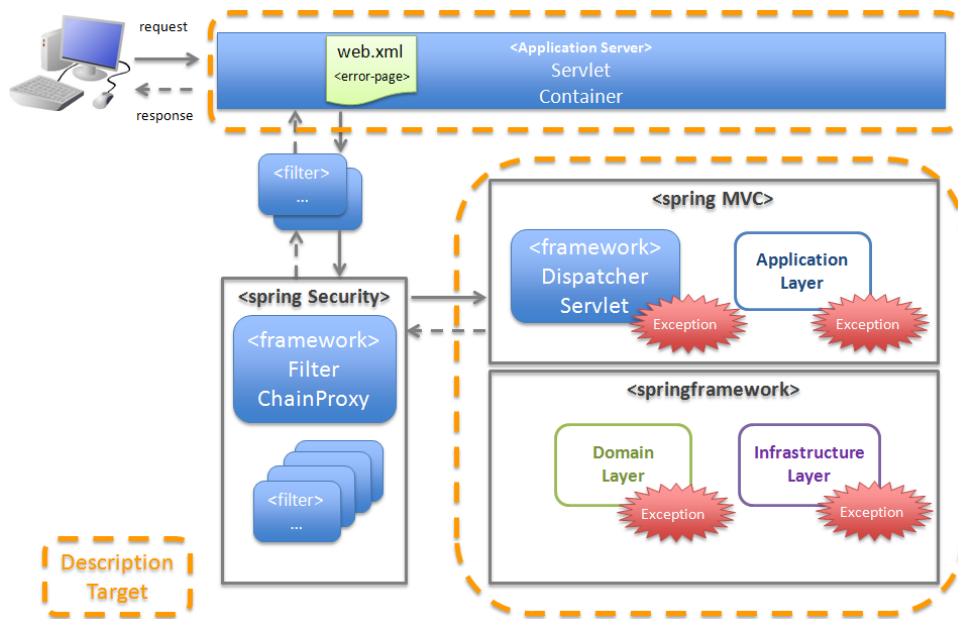 request
response
web.xml
<error-page>
<Application Server>
Servlet
Container
<filter>
...
<spring Security>
<framework>
Filter
ChainProxy
<filter>
...
<spring MVC>
<framework>
Dispatcher
Servlet
Exception
Application
Layer
Exception
<springframework>
Domain
Layer
Exception
Infrastructure
Layer
Exception
Description
Target